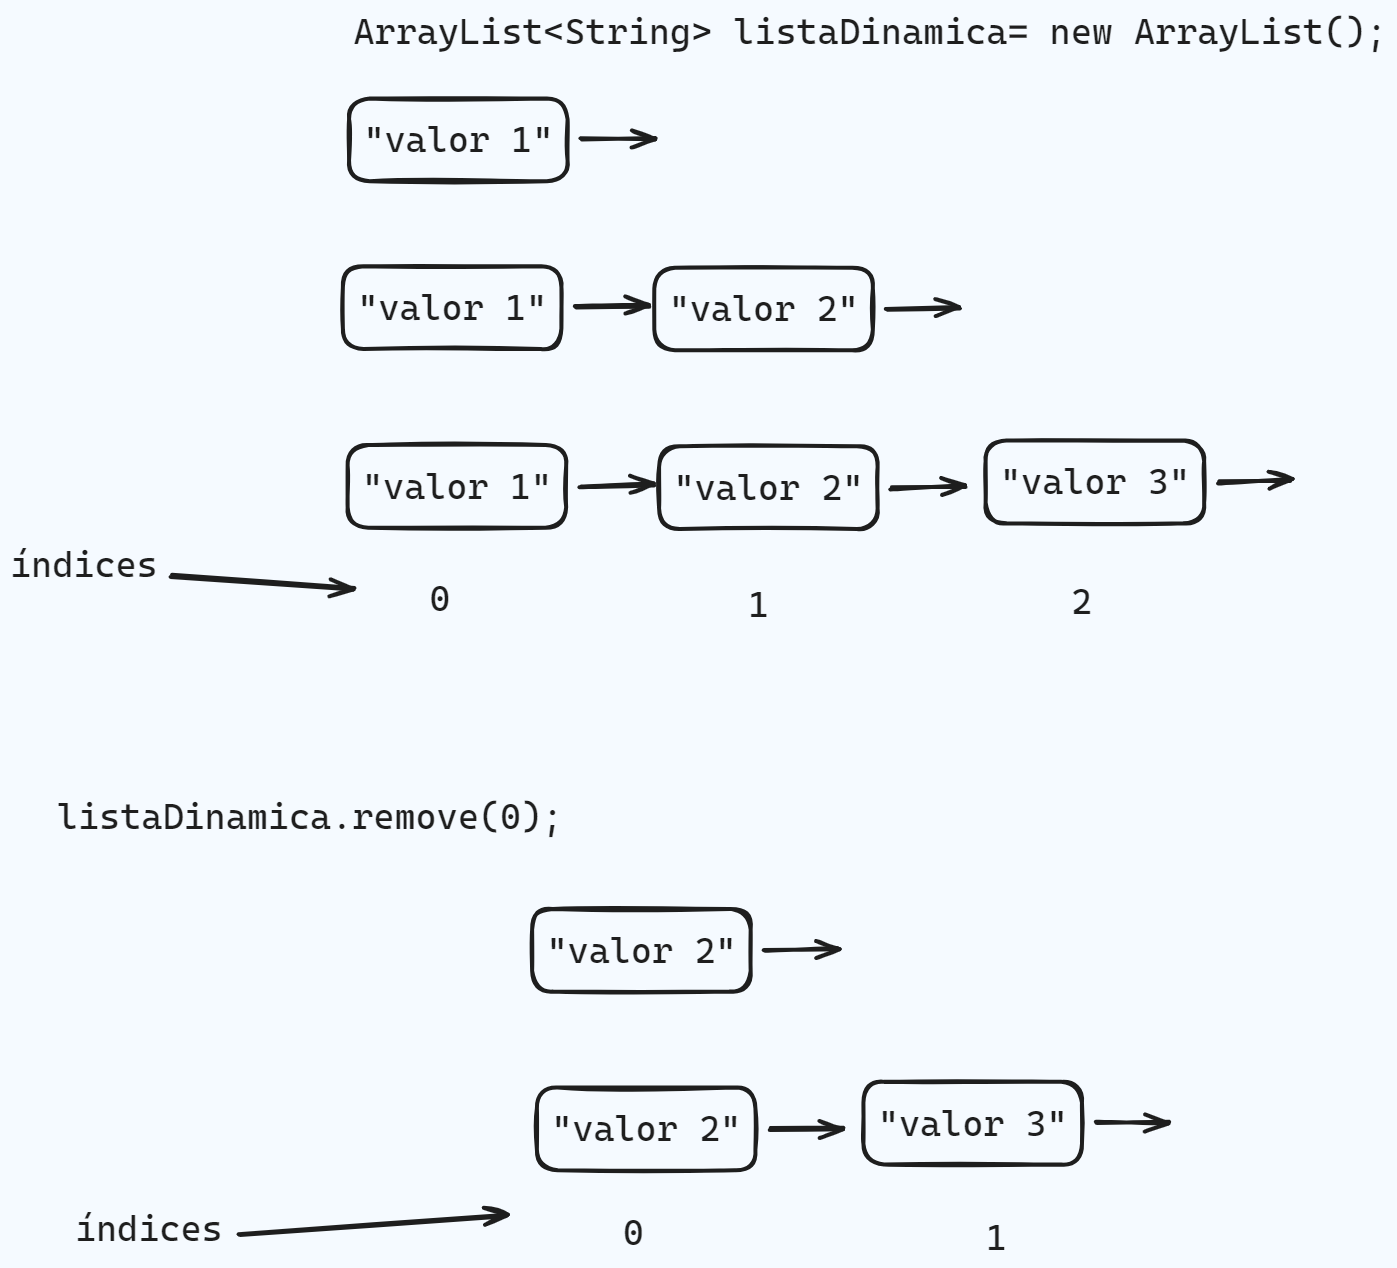 ArrayList<String> listaDinamica= new ArrayList();
"valor 1"
"valor 1" "valor 2"
"valor 1" "valor 2" "valor 3"
índices 0 1 2
listaDinamica.remove(0);
"valor 2"
"valor 2" "valor 3"
índices 0 1